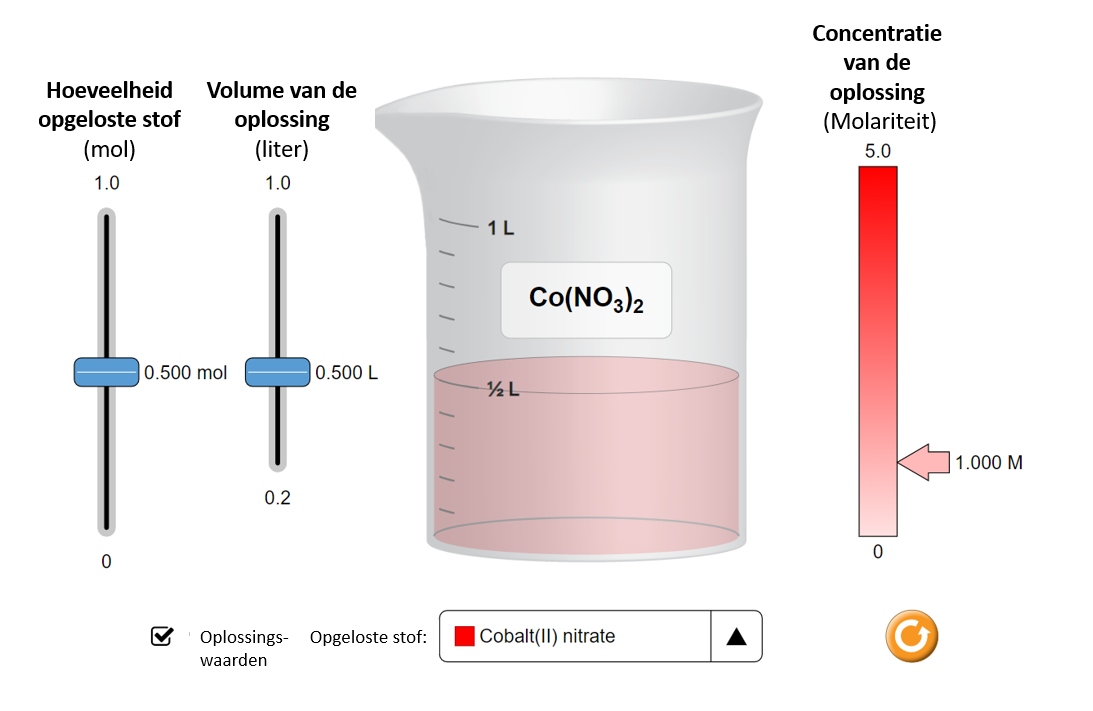 Hoeveelheid
opgeloste stof
(mol)
1.0
0.500 mol
0
Volume van de
oplossing
(liter)
1.0
0.500 L
0.2
1 L
Co(NO₃)₂
½ L
Concentratie
van de
oplossing
(Molariteit)
5.0
1.000 M
0
Oplossings-
waarden
Opgeloste stof:
Cobalt(II) nitrate